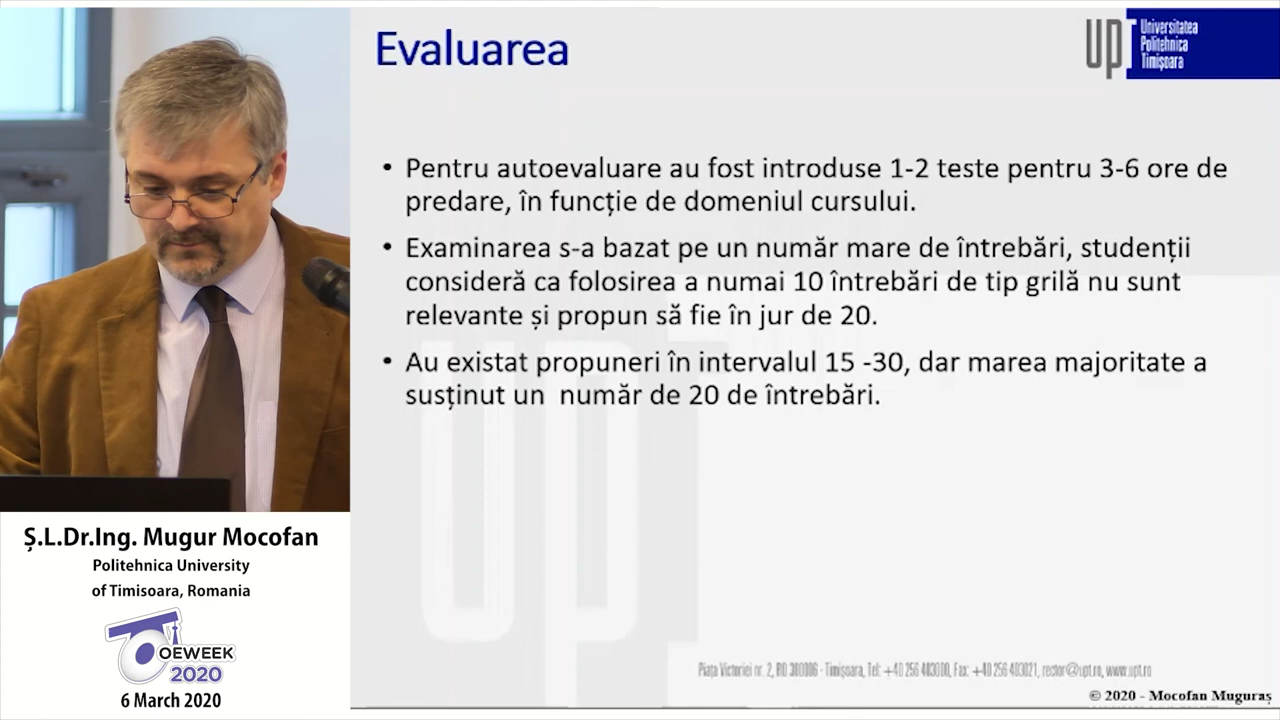 Evaluarea
upt Universitatea
Politehnica
Timișoara
• Pentru autoevaluare au fost introduse 1-2 teste pentru 3-6 ore de
predare, în funcție de domeniul cursului.
• Examinarea s-a bazat pe un număr mare de întrebări, studenții
consideră ca folosirea a numai 10 întrebări de tip grilă nu sunt
relevante și propun să fie în jur de 20.
• Au existat propuneri în intervalul 15 -30, dar marea majoritate a
susținut un  număr de 20 de întrebări.
Ș.L.Dr.Ing. Mugur Mocofan
Politehnica University
of Timisoara, Romania
OEWEEK
2020
6 March 2020
Piața Victoriei nr. 2, RO 300006 - Timișoara, Tel: +40 256 403000, Fax: +40 256 403021, rector@upt.ro, www.upt.ro
© 2020 - Mocofan Muguraș